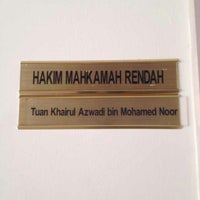 HAKIM MAHKAMAH RENDAH
Tuan Khairul Azwadi bin Mohamed Noor